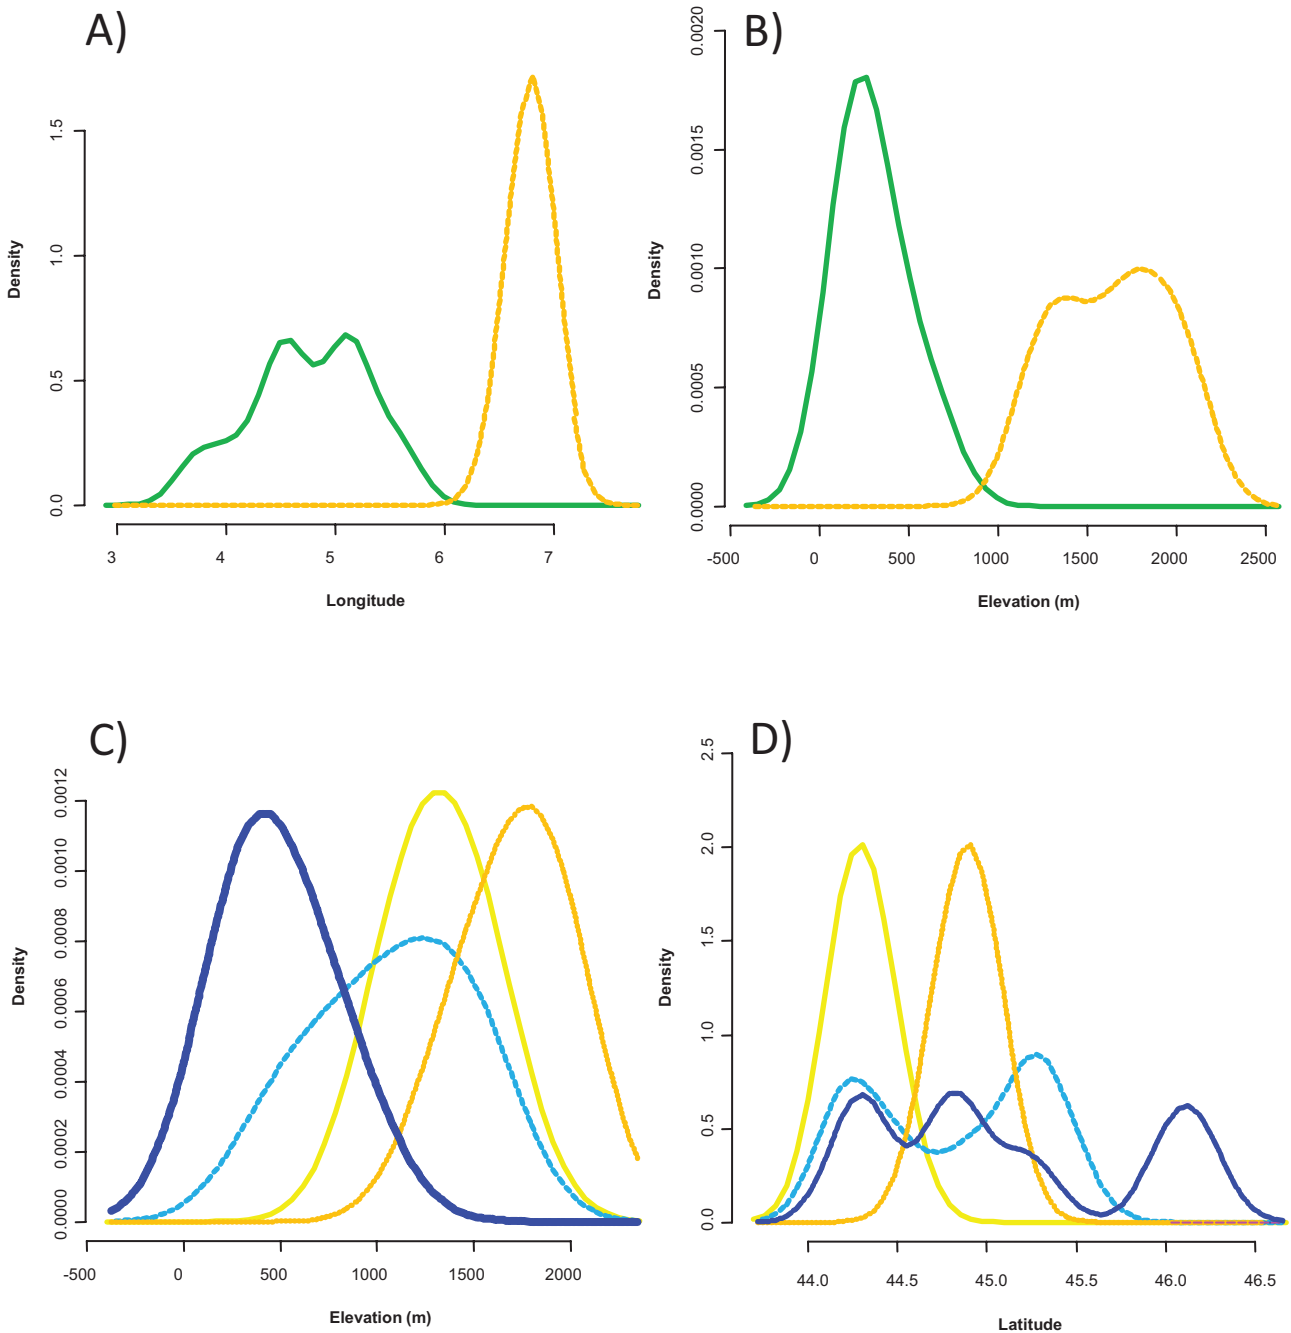 A)
1.5
1.0
0.5
0.0
Density
3 4 5 6 7
Longitude
B)
0.0020
0.0015
0.0010
0.0005
0.0000
Density
-500 0 500 1000 1500 2000 2500
Elevation (m)
C)
0.0012
0.0010
0.0008
0.0006
0.0004
0.0002
0.0000
Density
-500 0 500 1000 1500 2000
Elevation (m)
D)
2.5
2.0
1.5
1.0
0.5
0.0
Density
44.0 44.5 45.0 45.5 46.0 46.5
Latitude